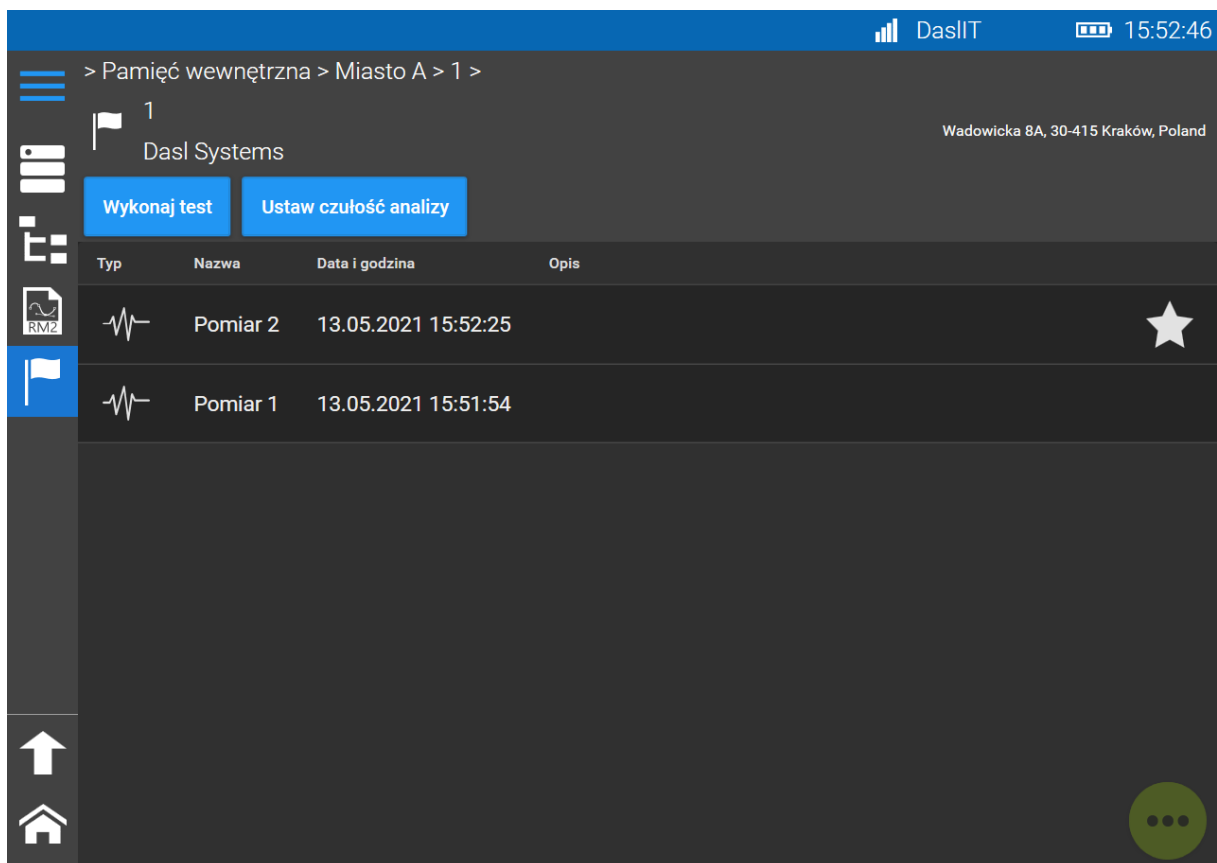 DaslIT 15:52:46
> Pamięć wewnętrzna > Miasto A > 1 >
1
Dasl Systems
Wadowicka 8A, 30-415 Kraków, Poland
Wykonaj test Ustaw czułość analizy
Typ Nazwa Data i godzina Opis
RM2
Pomiar 2 13.05.2021 15:52:25
Pomiar 1 13.05.2021 15:51:54